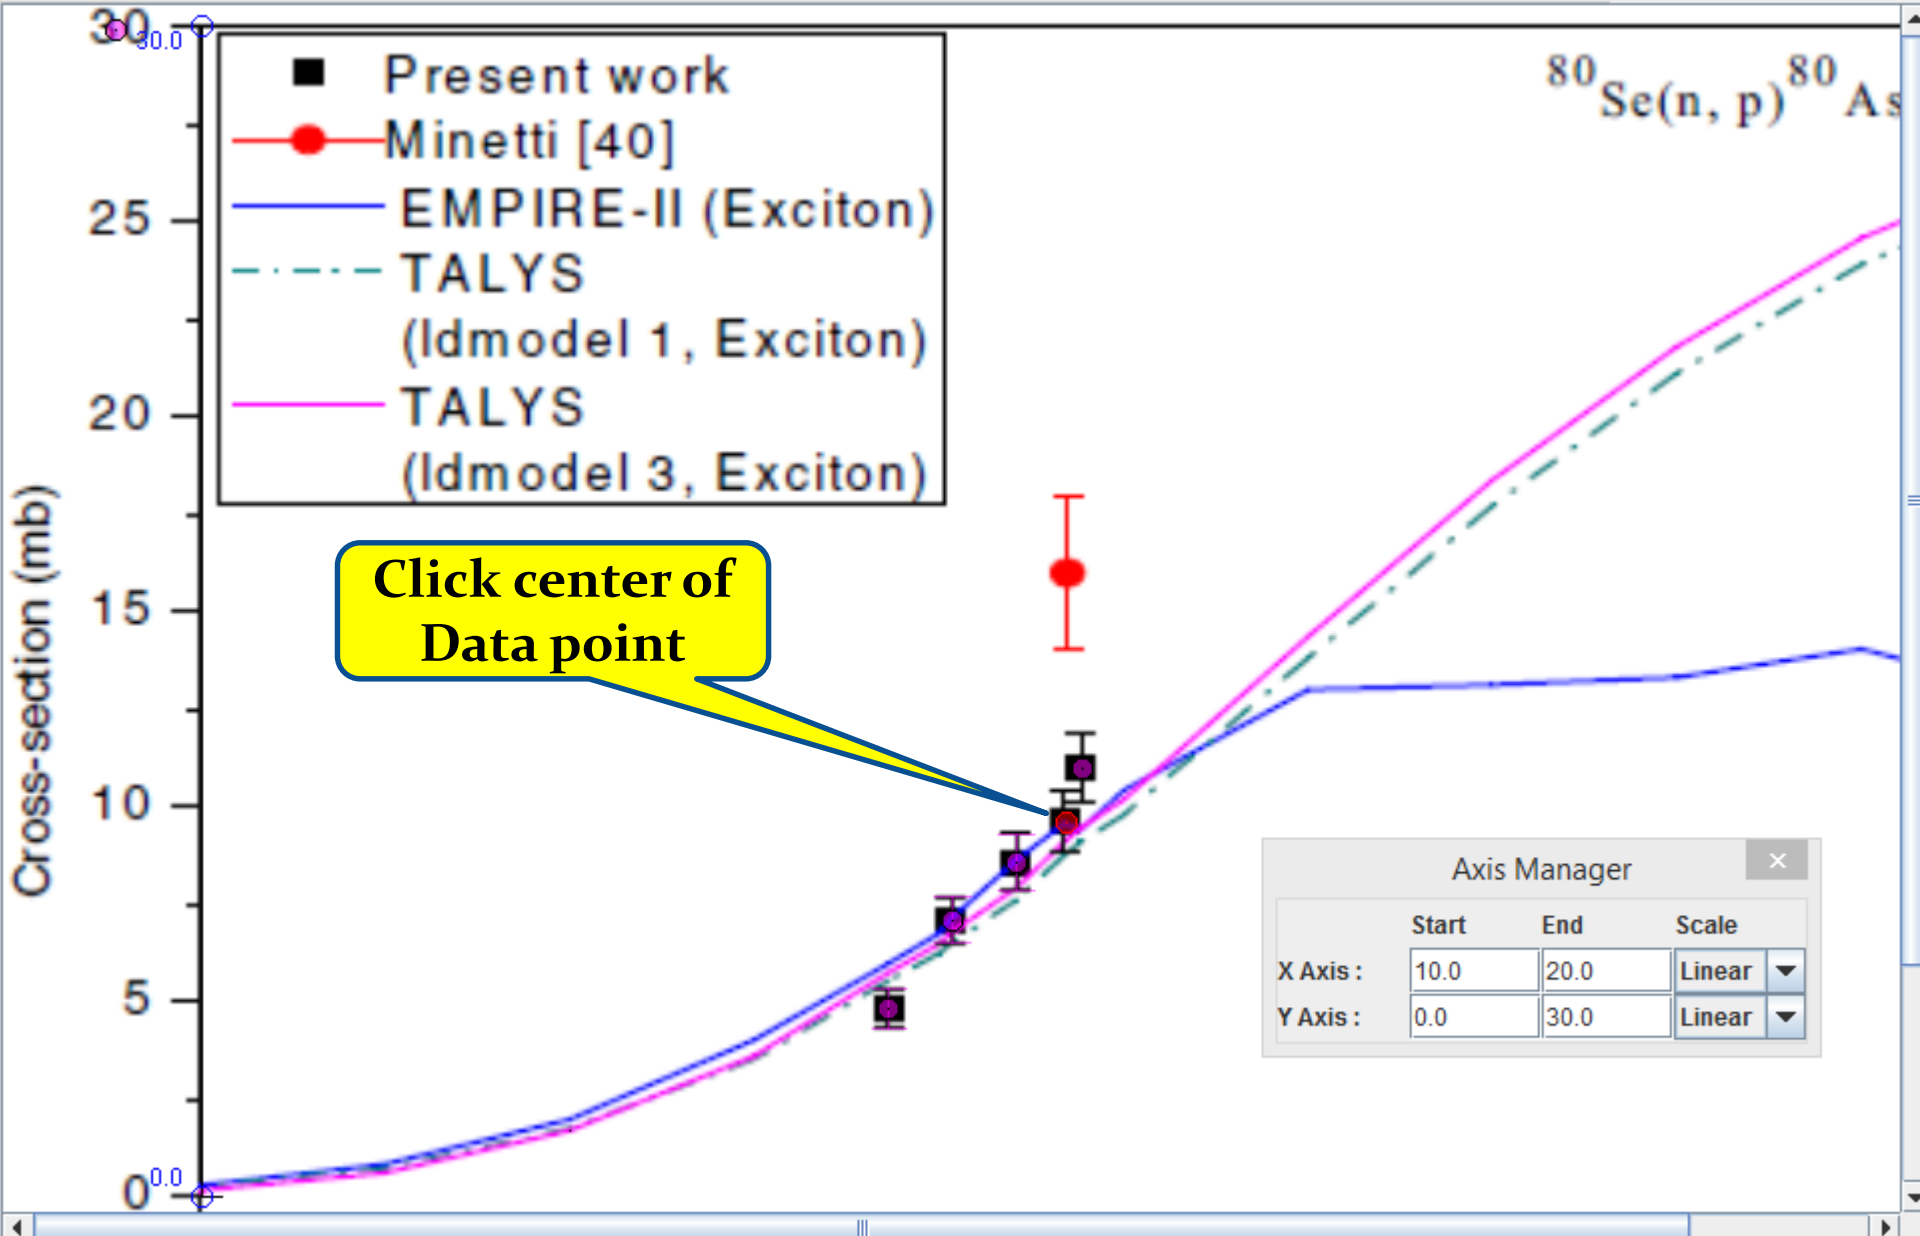 30
30.0
Present work
Minetti [40]
EMPIRE-II (Exciton)
TALYS
(ldmodel 1, Exciton)
TALYS
(ldmodel 3, Exciton)
80Se(n, p)80As
25
20
15
10
5
0
0.0
Cross-section (mb)
Click center of
Data point
Axis Manager
Start End Scale
X Axis : 10.0 20.0 Linear
Y Axis : 0.0 30.0 Linear